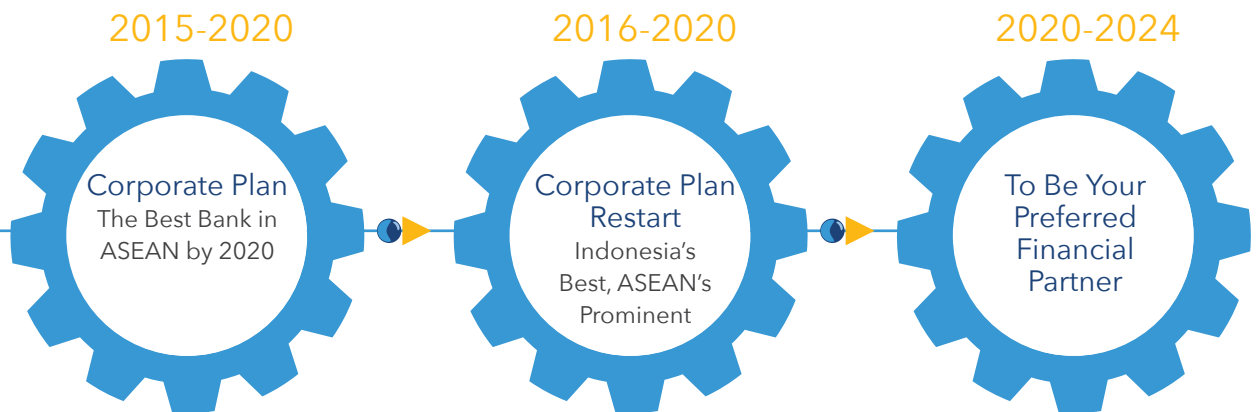 2015-2020
Corporate Plan
The Best Bank in
ASEAN by 2020
2016-2020
Corporate Plan
Restart
Indonesia’s
Best, ASEAN’s
Prominent
2020-2024
To Be Your
Preferred
Financial
Partner